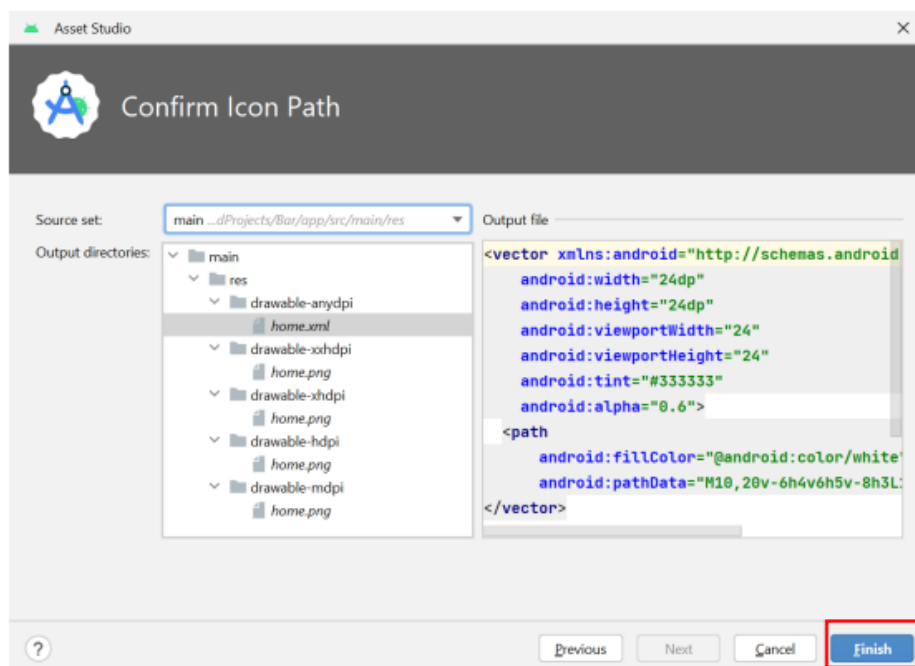 Asset Studio
Confirm Icon Path
Source set:
main ...dProjects/Bar/app/src/main/res
Output directories:
main
res
drawable-anydpi
home.xml
drawable-xxhdpi
home.png
drawable-xhdpi
home.png
drawable-hdpi
home.png
drawable-mdpi
home.png
Output file
<vector xmlns:android="http://schemas.android
android:width="24dp"
android:height="24dp"
android:viewportWidth="24"
android:viewportHeight="24"
android:tint="#333333"
android:alpha="0.6">
<path
android:fillColor="@android:color/white"
android:pathData="M10,20v-6h4v6h5v-8h3L
</vector>
?
Previous
Next
Cancel
Finish